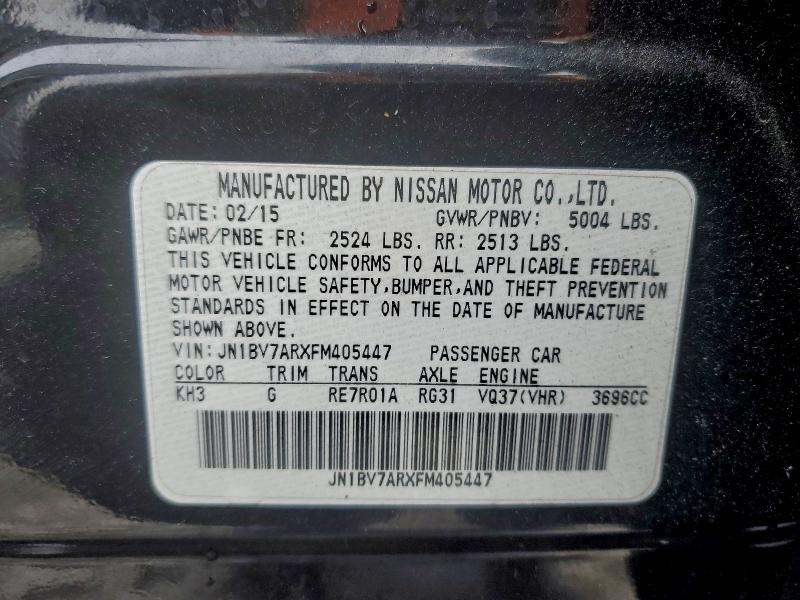 MANUFACTURED BY NISSAN MOTOR CO.,LTD.
DATE: 02/15 GVWR/PNBV: 5004 LBS.
GAWR/PNBE FR: 2524 LBS. RR: 2513 LBS.
THIS VEHICLE CONFORMS TO ALL APPLICABLE FEDERAL
MOTOR VEHICLE SAFETY,BUMPER,AND THEFT PREVENTION
STANDARDS IN EFFECT ON THE DATE OF MANUFACTURE
SHOWN ABOVE.
VIN: JN1BV7ARXFM405447 PASSENGER CAR
COLOR TRIM TRANS AXLE ENGINE
KH3 G RE7R01A RG31 VQ37(VHR) 3696CC
JN1BV7ARXFM405447